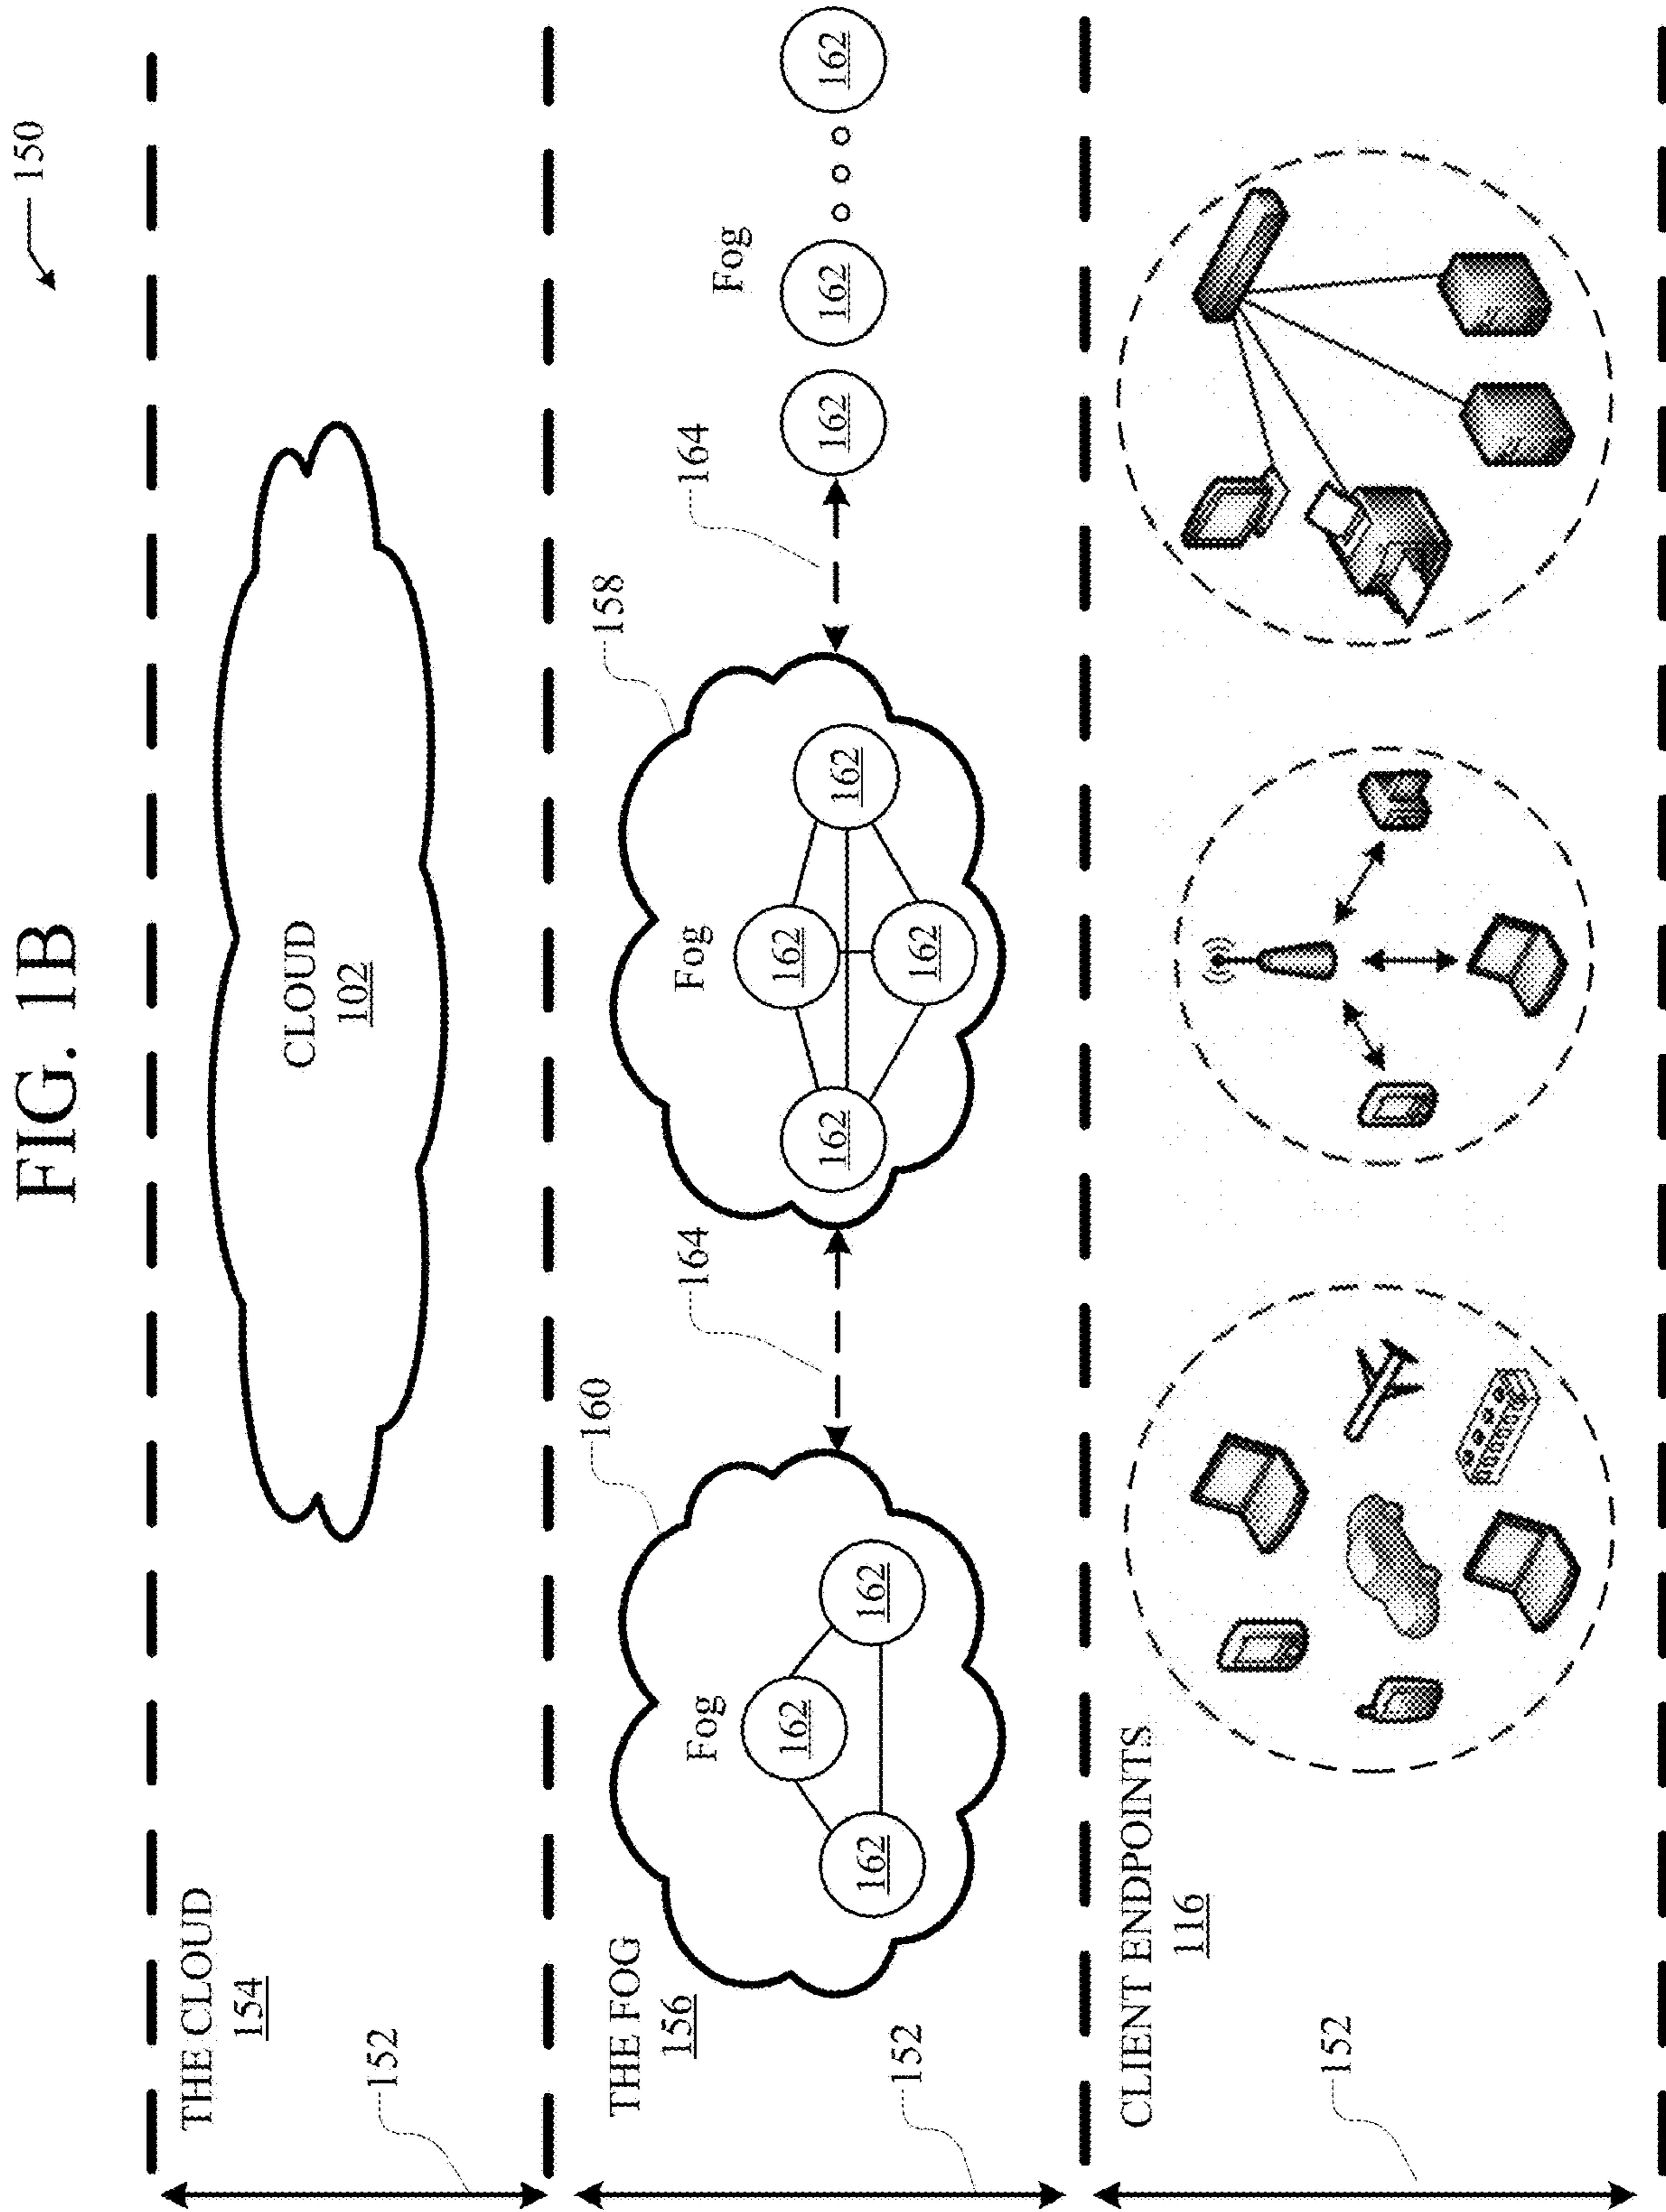 FIG. 1B
150
THE CLOUD
154
CLOUD
102
152
THE FOG
156
160
Fog
162
162
162
164
158
Fog
162
162
162
162
164
Fog
162
162
162
152
CLIENT ENDPOINTS
116
152